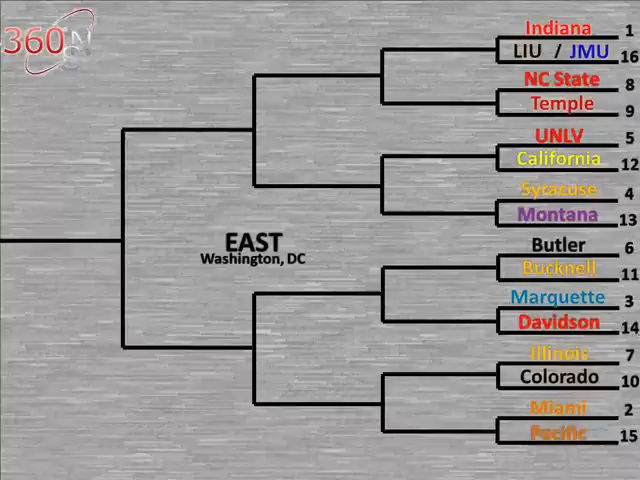 360
N
S
Indiana 1
LIU / JMU 16
NC State 8
Temple 9
UNLV 5
California 12
Syracuse 4
Montana 13
EAST
Washington, DC
Butler 6
Bucknell 11
Marquette 3
Davidson 14
Illinois 7
Colorado 10
Miami 2
Pacific 15